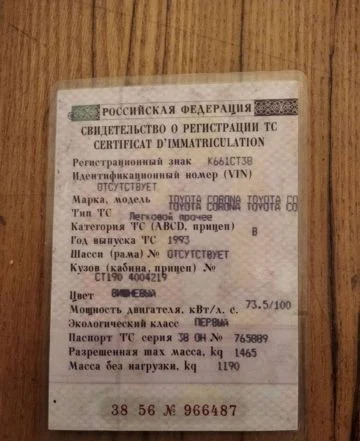 РОССИЙСКАЯ ФЕДЕРАЦИЯ
СВИДЕТЕЛЬСТВО О РЕГИСТРАЦИИ ТС
CERTIFICAT D'IMMATRICULATION
Регистрационный знак К661СТ38
Идентификационный номер (VIN)
ОТСУТСТВУЕТ
Марка, модель TOYOTA CORONA TOYOTA CO
TOYOTA CORONA TOYOTA CO
Тип ТС Легковой прочее
Категория ТС (ABCD, прицеп) B
Год выпуска ТС 1993
Шасси (рама) № ОТСУТСТВУЕТ
Кузов (кабина, прицеп) №
СТ190 4004219
Цвет ВИШНЕВЫЙ
Мощность двигателя, кВт/л. с. 73.5/100
Экологический класс ПЕРВЫЙ
Паспорт ТС серия 38 ОН № 765889
Разрешенная max масса, kg 1465
Масса без нагрузки, kg 1190
38 56 № 966487